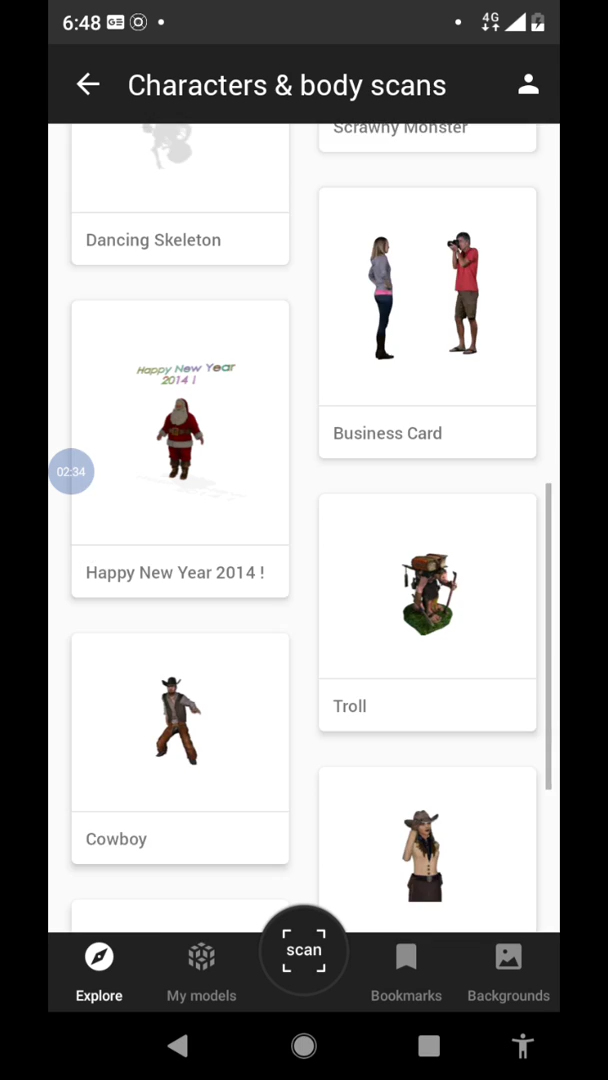 6:48
4G
Characters & body scans
Scrawny Monster
Dancing Skeleton
Happy New Year
2014 !
Business Card
02:34
Happy New Year 2014 !
Troll
Cowboy
scan
Explore
My models
Bookmarks
Backgrounds